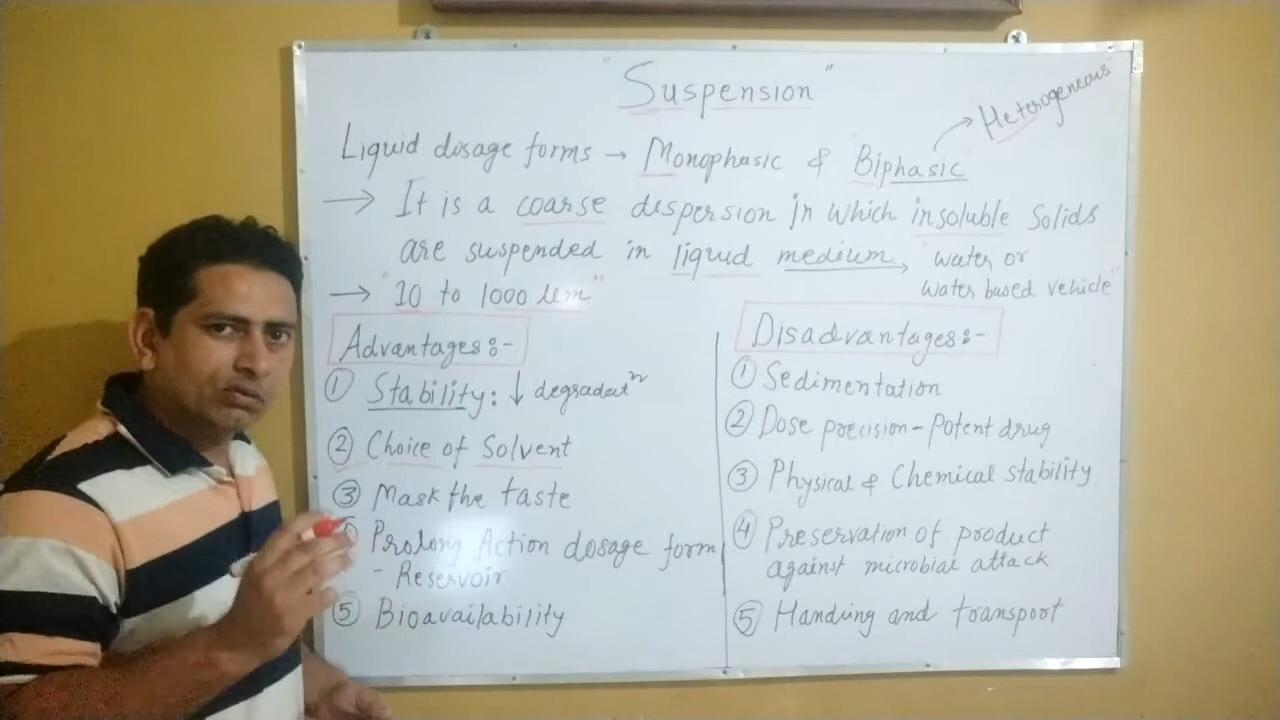 "Suspension"
Heterogeneous
Liquid dosage forms → Monophasic & Biphasic
→ It is a coarse dispersion in which insoluble solids
are suspended in liquid medium → "water or
water based vehicle"
→ "10 to 1000 µm"
Advantages:-
① Stability: ↓ degradatⁿ
② Choice of Solvent
③ Mask the taste
Prolong Action dosage form
- Reservoir
⑤ Bioavailability
Disadvantages:-
① Sedimentation
② Dose precision - Potent drug
③ Physical & Chemical stability
④ Preservation of product
against microbial attack
⑤ Handling and transport